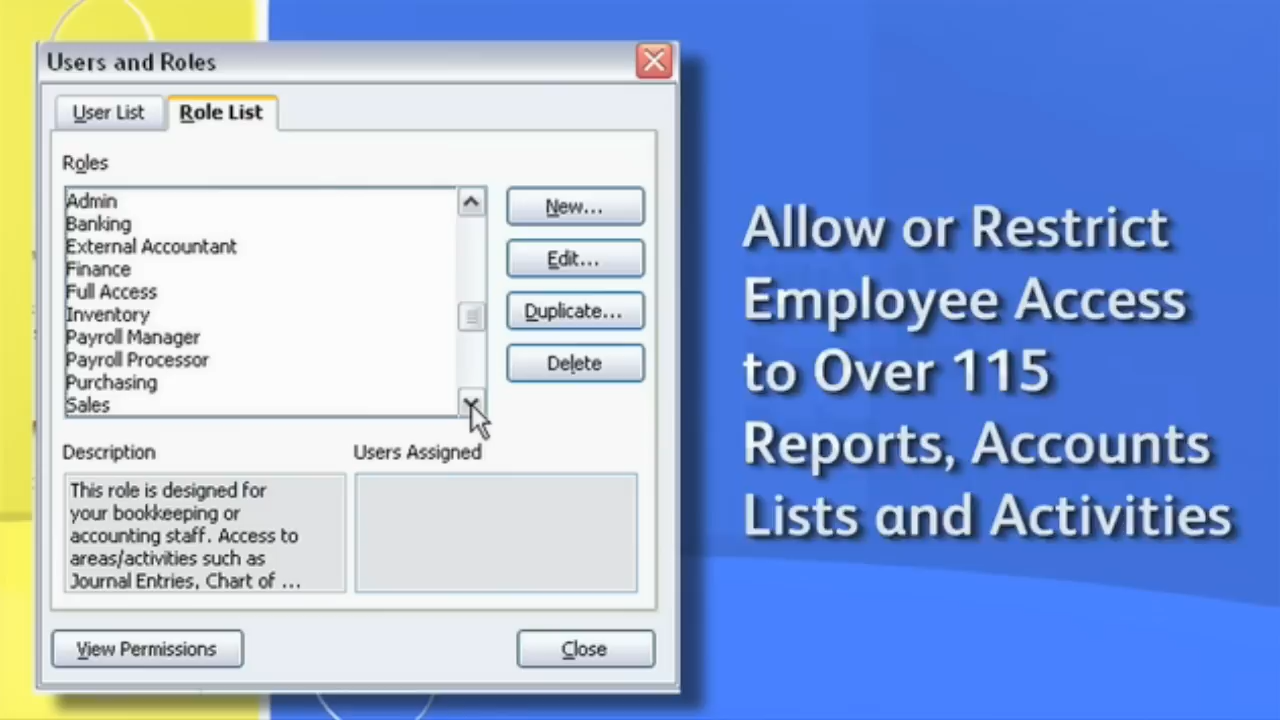 Users and Roles
User List
Role List
Roles
Admin
Banking
External Accountant
Finance
Full Access
Inventory
Payroll Manager
Payroll Processor
Purchasing
Sales
New...
Edit...
Duplicate...
Delete
Description
This role is designed for
your bookkeeping or
accounting staff. Access to
areas/activities such as
Journal Entries, Chart of ...
Users Assigned
View Permissions
Close
Allow or Restrict
Employee Access
to Over 115
Reports, Accounts
Lists and Activities